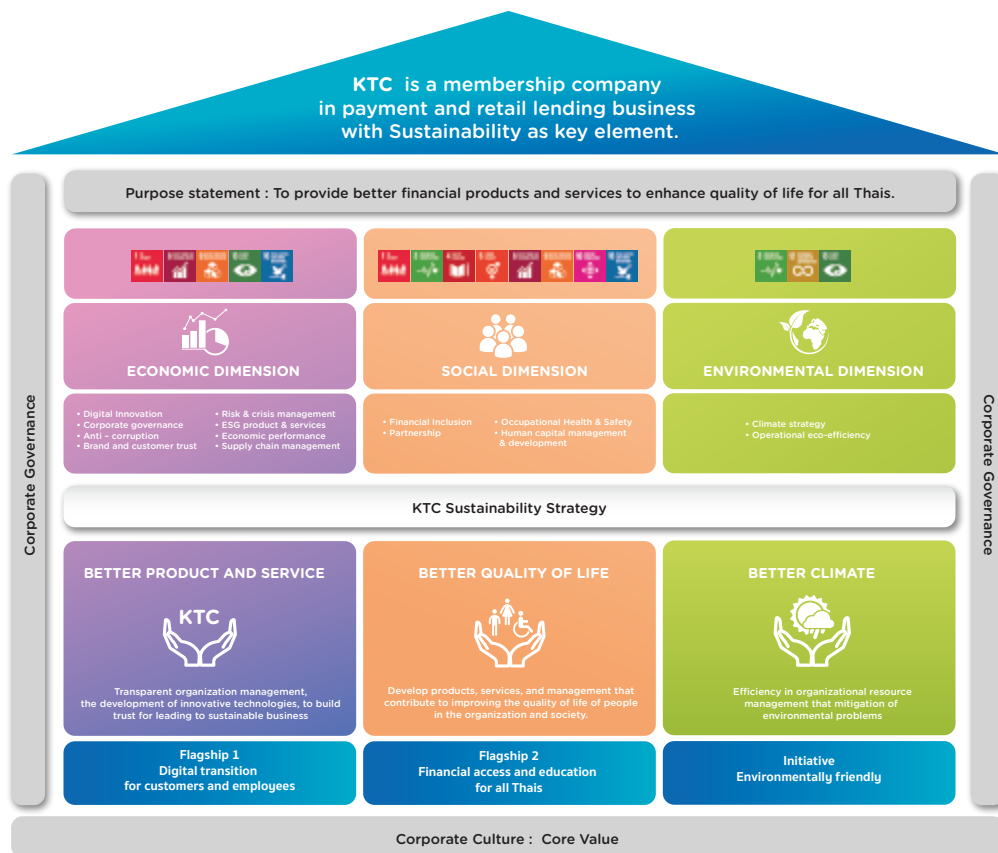 KTC is a membership company
in payment and retail lending business
with Sustainability as key element.
Corporate Governance
Purpose statement : To provide better financial products and services to enhance quality of life for all Thais.
ECONOMIC DIMENSION
• Digital Innovation
• Corporate governance
• Anti – corruption
• Brand and customer trust
• Risk & crisis management
• ESG product & services
• Economic performance
• Supply chain management
SOCIAL DIMENSION
• Financial Inclusion
• Partnership
• Occupational Health & Safety
• Human capital management
& development
ENVIRONMENTAL DIMENSION
• Climate strategy
• Operational eco-efficiency
KTC Sustainability Strategy
BETTER PRODUCT AND SERVICE
KTC
Transparent organization management,
the development of innovative technologies, to build
trust for leading to sustainable business
Flagship 1
Digital transition
for customers and employees
BETTER QUALITY OF LIFE
Develop products, services, and management that
contribute to improving the quality of life of people
in the organization and society.
Flagship 2
Financial access and education
for all Thais
BETTER CLIMATE
Efficiency in organizational resource
management that mitigation of
environmental problems
Initiative
Environmentally friendly
Corporate Governance
Corporate Culture : Core Value